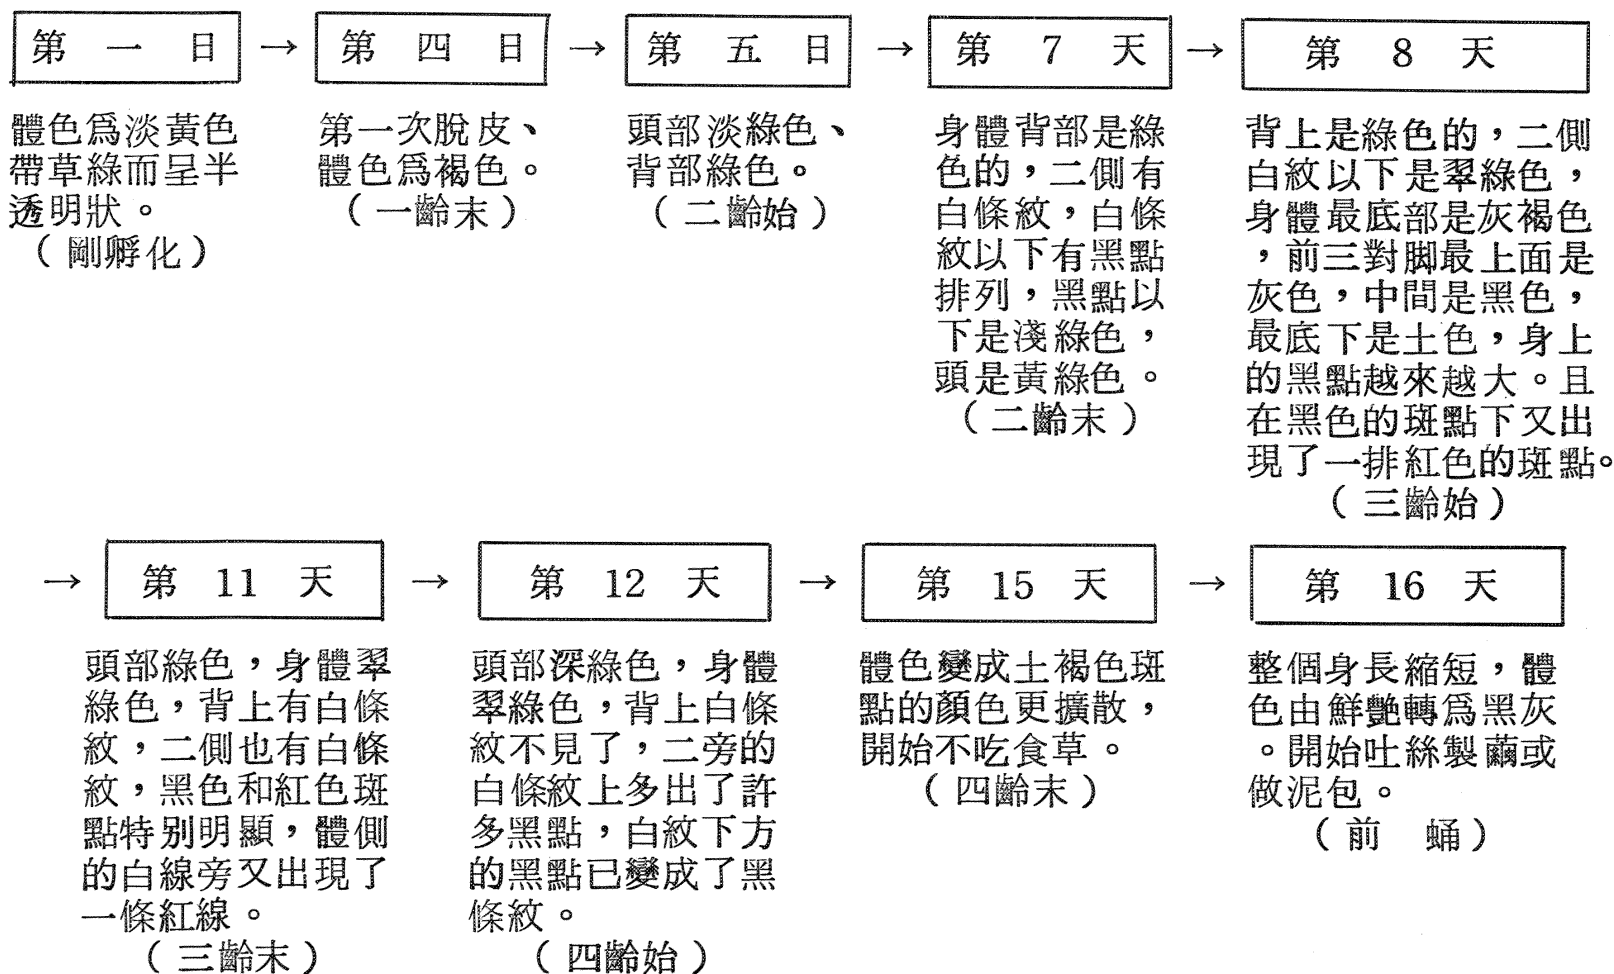 第一日 → 第四日 → 第五日 → 第7天 → 第8天
體色爲淡黃色
帶草綠而呈半
透明狀。
（剛孵化）
第一次脫皮、
體色爲褐色。
（一齡末）
頭部淡綠色、
背部綠色。
（二齡始）
身體背部是綠
色的，二側有
白條紋，白條
紋以下有黑點
排列，黑點以
下是淺綠色，
頭是黃綠色。
（二齡末）
背上是綠色的，二側
白紋以下是翠綠色，
身體最底部是灰褐色
，前三對脚最上面是
灰色，中間是黑色，
最底下是土色，身上
的黑點越來越大。且
在黑色的斑點下又出
現了一排紅色的斑點。
（三齡始）
→ 第11天 → 第12天 → 第15天 → 第16天
頭部綠色，身體翠
綠色，背上有白條
紋，二側也有白條
紋，黑色和紅色斑
點特別明顯，體側
的白線旁又出現了
一條紅線。
（三齡末）
頭部深綠色，身體
翠綠色，背上白條
紋不見了，二旁的
白條紋上多出了許
多黑點，白紋下方
的黑點已變成了黑
條紋。
（四齡始）
體色變成土褐色斑
點的顏色更擴散，
開始不吃食草。
（四齡末）
整個身長縮短，體
色由鮮艷轉爲黑灰
。開始吐絲製繭或
做泥包。
（前蛹）